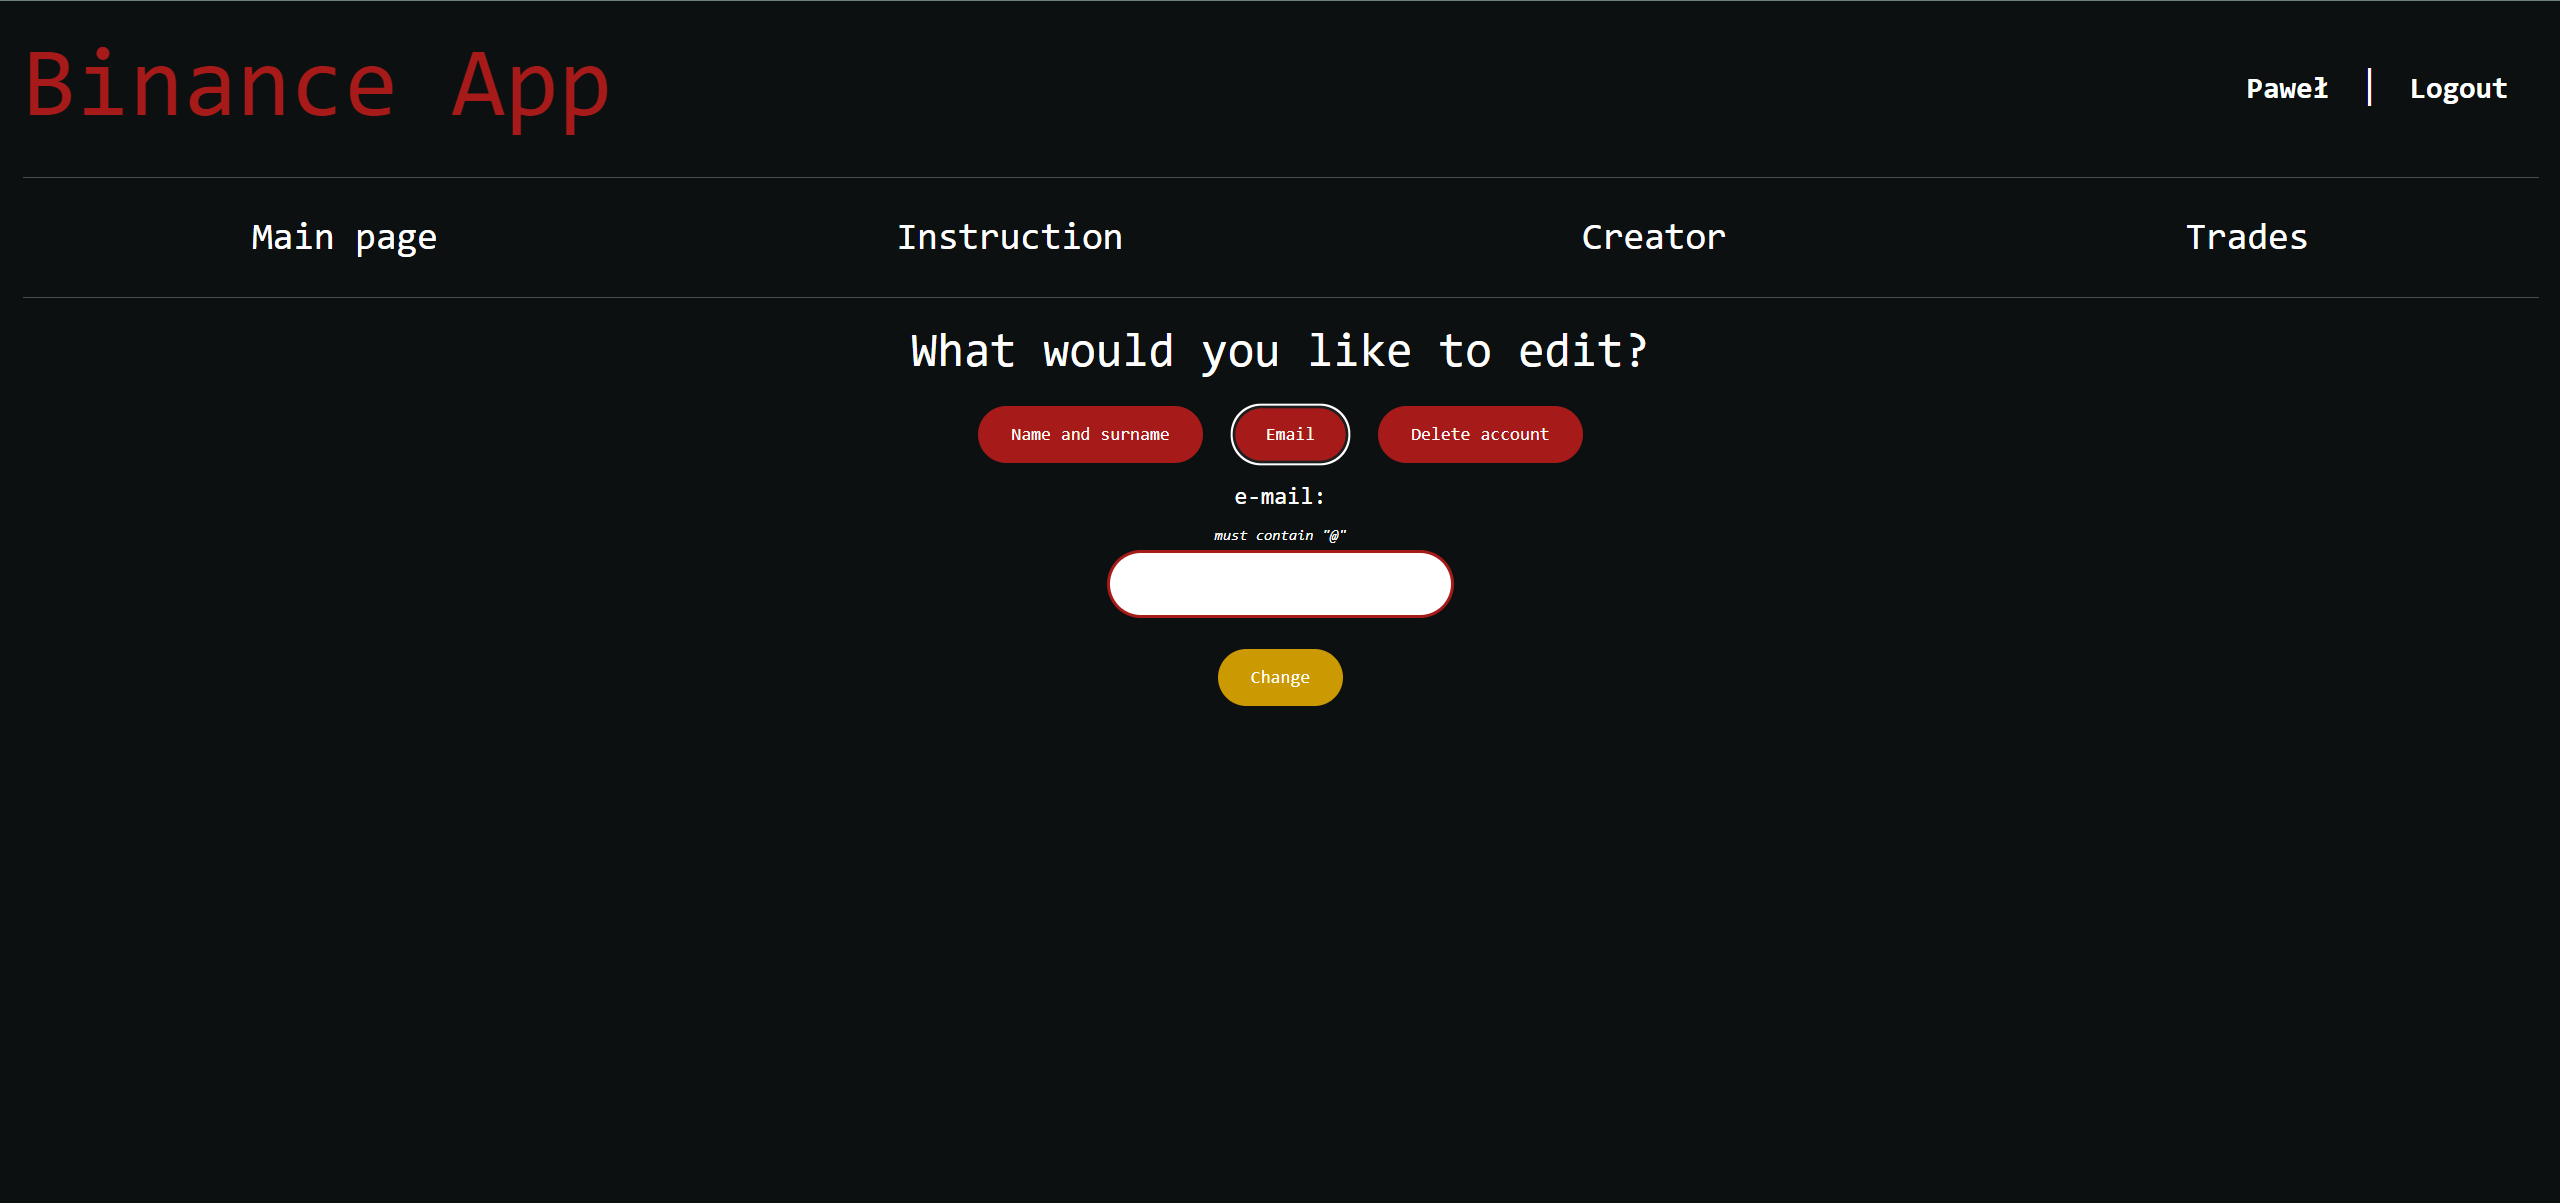 Binance App
Paweł | Logout
Main page Instruction Creator Trades
What would you like to edit?
Name and surname Email Delete account
e-mail:
must contain "@"
Change